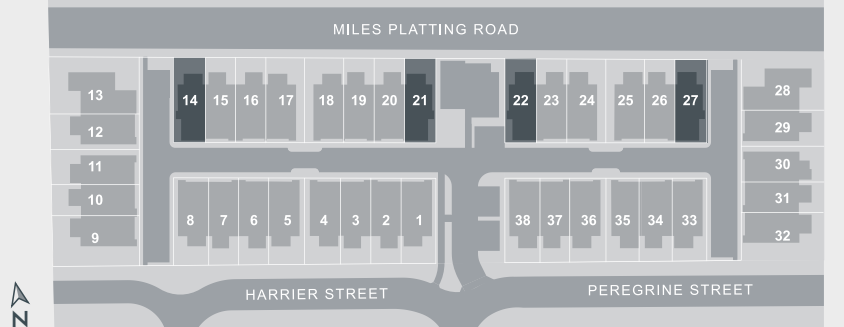 MILES PLATTING ROAD
14 15 16 17 18 19 20 21 22 23 24 25 26 27
13
12
11
10
9
28
29
30
31
32
8 7 6 5 4 3 2 1 38 37 36 35 34 33
HARRIER STREET
PEREGRINE STREET
N